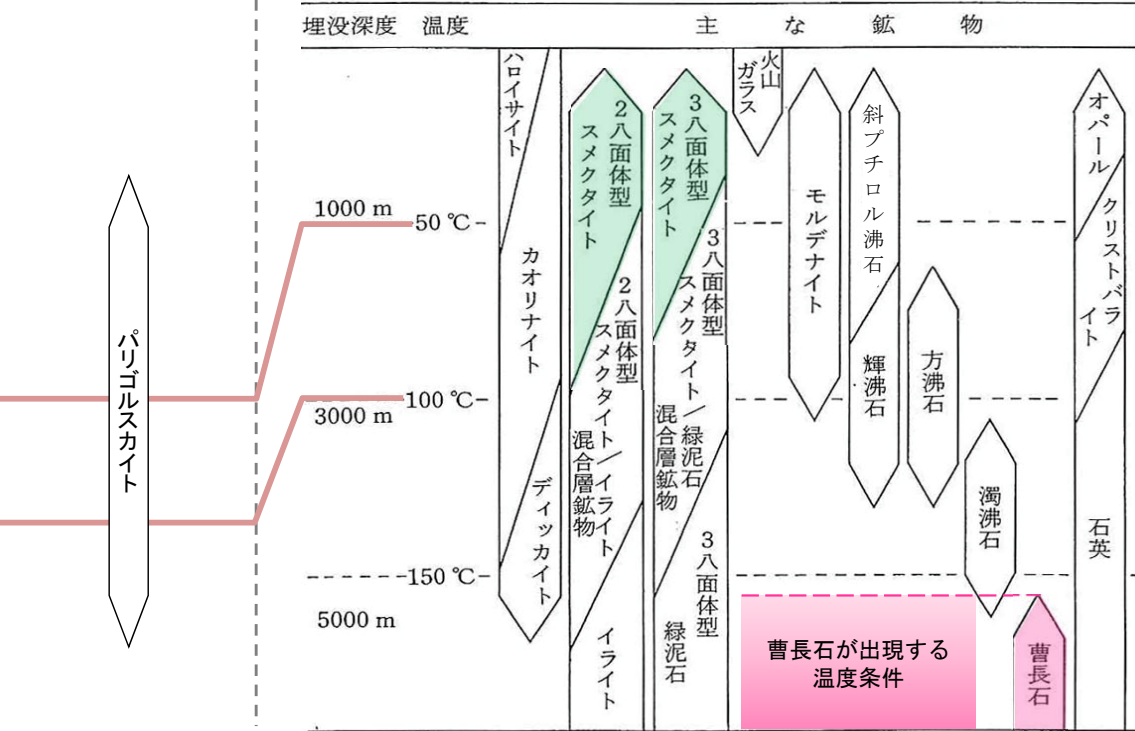 埋没深度 温度 主な鉱物
パリゴルスカイト
1000 m
50 ℃
100 ℃
3000 m
150 ℃
5000 m
ハロイサイト
カオリナイト
ディッカイト
2八面体型
スメクタイト
2八面体型
スメクタイト/イライト
混合層鉱物
イライト
3八面体型
スメクタイト
3八面体型
スメクタイト/緑泥石
混合層鉱物
3八面体型
緑泥石
火山
ガラス
モルデナイト
斜プチロル沸石
輝沸石
方沸石
濁沸石
曹長石
オパール
クリストバラ
イト
石英
曹長石が出現する
温度条件